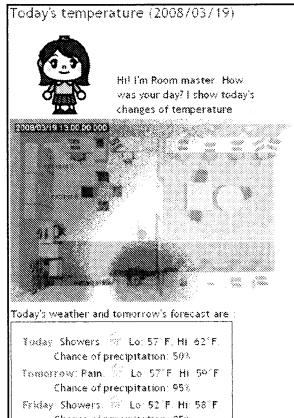 Today's temperature (2008/03/19)
Hi! I'm Room master. How
was your day? I show today's
changes of temperature
2008/03/19 13:00:00.000
Today's weather and tomorrow's forecast are
Today: Showers. Lo: 57°F. Hi: 62°F.
Chance of precipitation: 50%
Tomorrow: Rain. Lo: 57°F. Hi: 59°F
Chance of precipitation: 95%
Friday: Showers. Lo: 52°F. Hi: 58°F